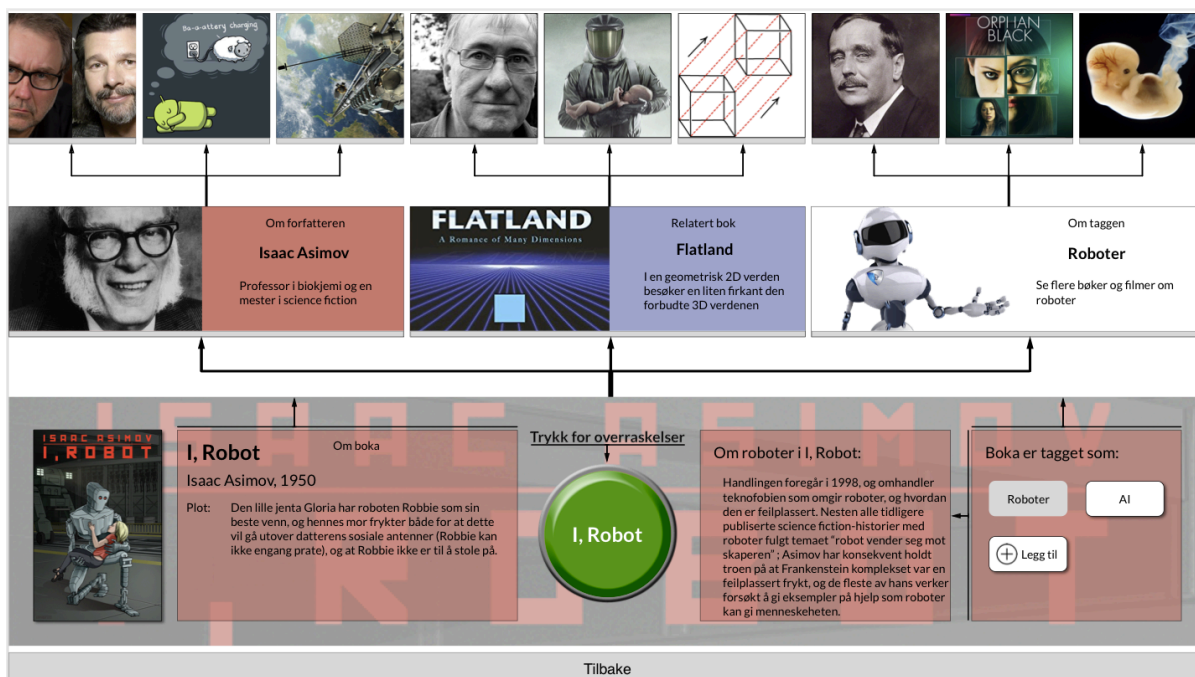 Ba-a-attery charging
ORPHAN
BLACK
Om forfatteren
Isaac Asimov
Professor i biokjemi og en
mester i science fiction
FLATLAND
A Romance of Many Dimensions
Relatert bok
Flatland
I en geometrisk 2D verden
besøker en liten firkant den
forbudte 3D verdenen
Om taggen
Roboter
Se flere bøker og filmer om
roboter
ISAAC ASIMOV
I, ROBOT
ISAAC ASIMOV
I, ROBOT
I, Robot
Om boka
Isaac Asimov, 1950
Plot: Den lille jenta Gloria har roboten Robbie som sin
beste venn, og hennes mor frykter både for at dette
vil gå utover datterens sosiale antenner (Robbie kan
ikke engang prate), og at Robbie ikke er til å stole på.
Trykk for overraskelser
I, Robot
Om roboter i I, Robot:
Handlingen foregår i 1998, og omhandler
teknofobien som omgir roboter, og hvordan
den er feilplassert. Nesten alle tidligere
publiserte science fiction-historier med
roboter fulgt temaet "robot vender seg mot
skaperen" ; Asimov har konsekvent holdt
troen på at Frankenstein komplekset var en
feilplassert frykt, og de fleste av hans verker
forsøkt å gi eksempler på hjelp som roboter
kan gi menneskeheten.
Boka er tagget som:
Roboter
AI
Legg til
Tilbake